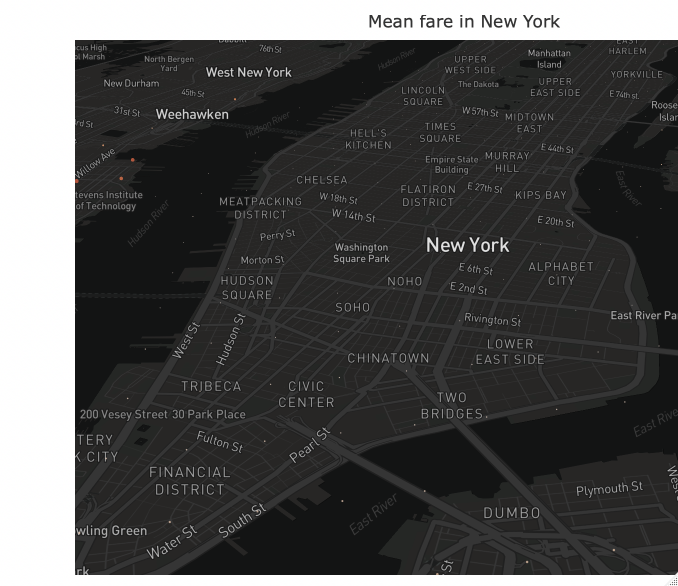 Mean fare in New York
76th St
cus High
ol Marsh
North Bergen
Yard
West New York
New Durham
45th St
31st St
3rd St
Weehawken
Willow Ave
tevens Institute
of Technology
Hudson River
Hudson River
Hudson River
EAST
HARLEM
UPPER
WEST SIDE
Manhattan
Island
YORKVILLE
The Dakota
UPPER
EAST SIDE
LINCOLN
SQUARE
E 74th st
Roose
Islan
W 57th St
MIDTOWN
EAST
TIMES
SQUARE
HELL'S
KITCHEN
E 44th St
Empire State
Building
MURRAY
HILL
CHELSEA
FLATIRON
DISTRICT
E 27th St
KIPS BAY
East River
W 18th St
MEATPACKING
DISTRICT
W 14th St
E 20th St
Perry St
Washington
Square Park
New York
Morton St
E 6th St
ALPHABET
CITY
HUDSON
SQUARE
NOHO
E 2nd St
SOHO
Rivington St
East River Pa
West St
Hudson St
LOWER
EAST SIDE
CHINATOWN
TRIBECA
CIVIC
CENTER
TWO
BRIDGES
200 Vesey Street
30 Park Place
East Rive
TERY
K CITY
Fulton St
Pearl St
FINANCIAL
DISTRICT
Plymouth St
East River
DUMBO
South St
wling Green
Water St
rk
St